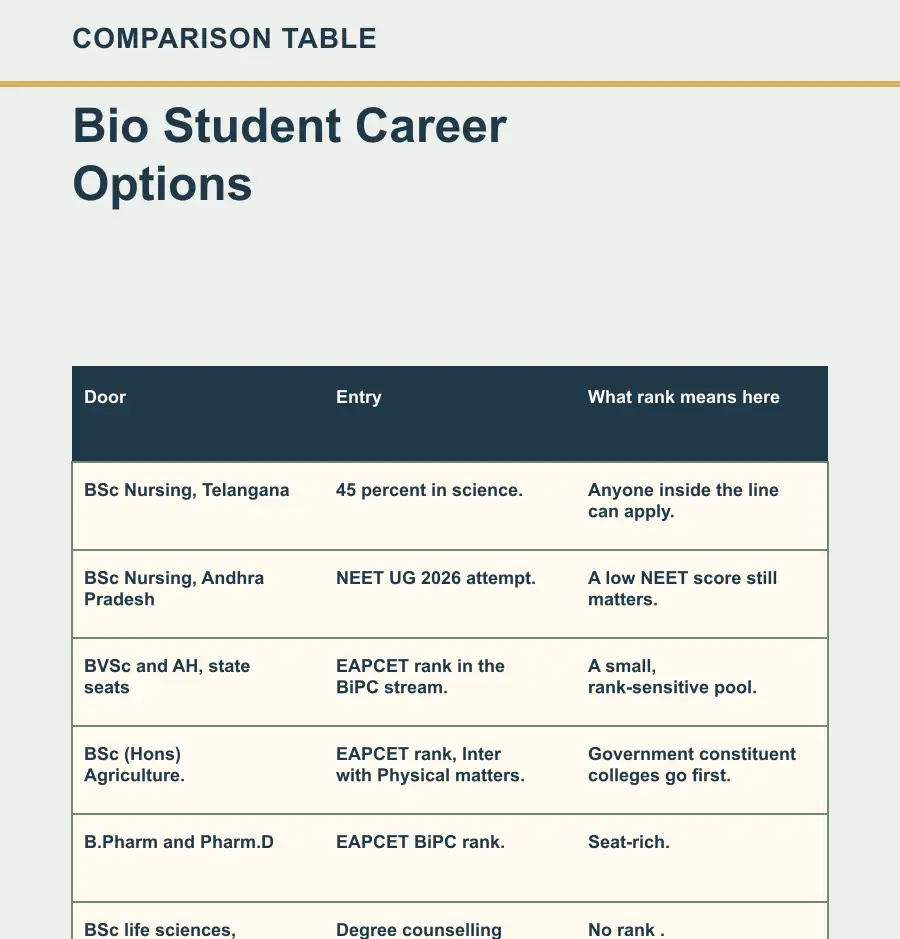 COMPARISON TABLE
Bio Student Career
Options
Door
Entry
What rank means here
BSc Nursing, Telangana
45 percent in science.
Anyone inside the line
can apply.
BSc Nursing, Andhra
Pradesh
NEET UG 2026 attempt.
A low NEET score still
matters.
BVSc and AH, state
seats
EAPCET rank in the
BiPC stream.
A small,
rank-sensitive pool.
BSc (Hons)
Agriculture.
EAPCET rank, Inter
with Physical matters.
Government constituent
colleges go first.
B.Pharm and Pharm.D
EAPCET BiPC rank.
Seat-rich.
BSc life sciences,
Degree counselling
No rank .